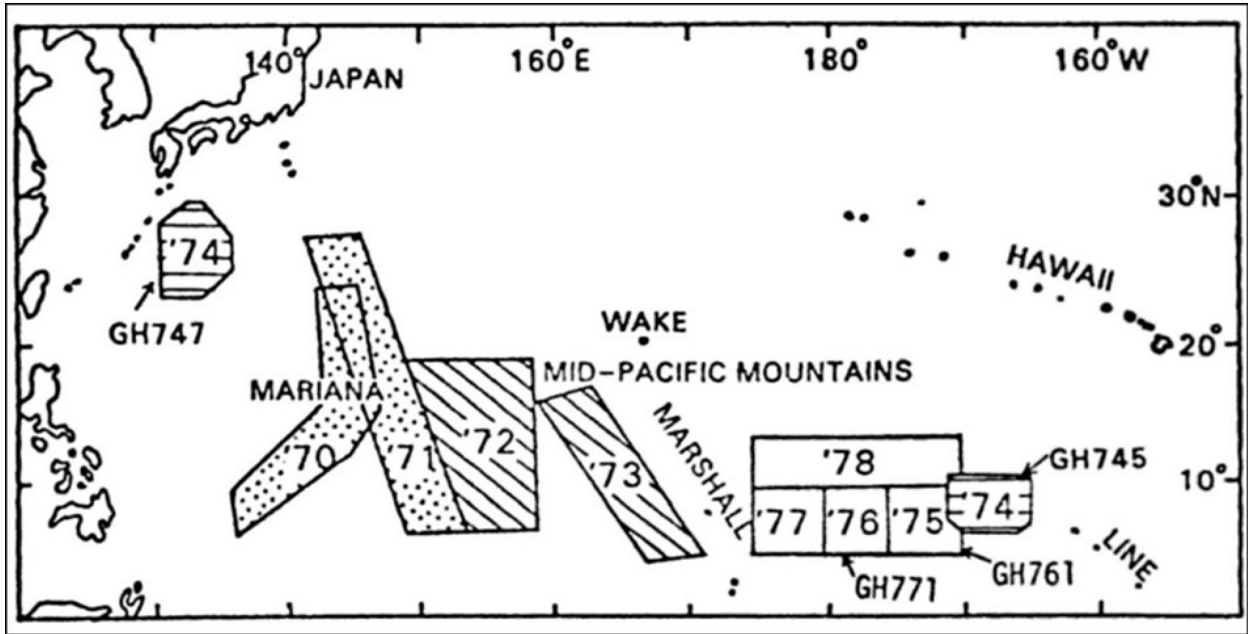 140° 160°E 180° 160°W
JAPAN
30°N
'74
HAWAII
GH747
WAKE
20°
MID-PACIFIC MOUNTAINS
MARIANA
MARSHALL
'70 '71 '72 '73
'78
GH745
10°
'77 '76 '75 '74
LINE
GH771 GH761